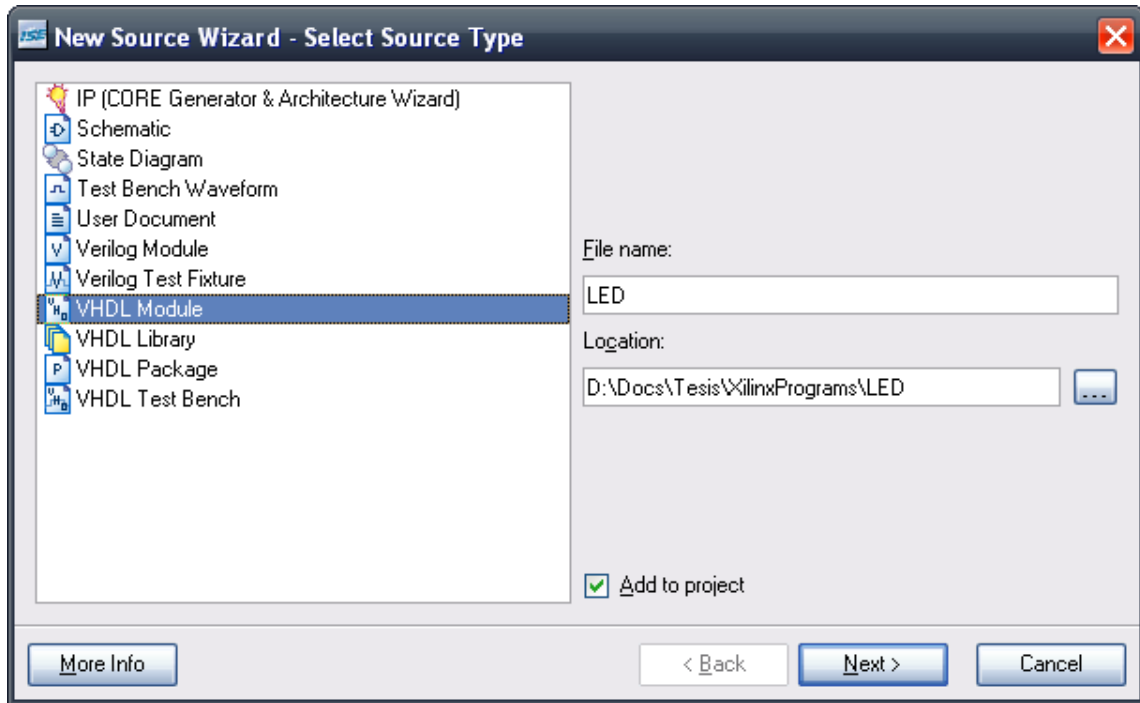 ISE New Source Wizard - Select Source Type
IP (CORE Generator & Architecture Wizard)
Schematic
State Diagram
Test Bench Waveform
User Document
V Verilog Module
Verilog Test Fixture
VHDL Module
VHDL Library
P VHDL Package
VHDL Test Bench
File name:
LED
Location:
D:\Docs\Tesis\XilinxPrograms\LED
...
Add to project
More Info
< Back
Next >
Cancel